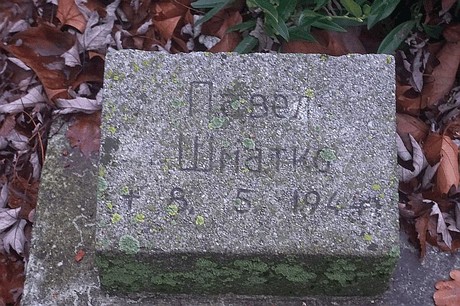 Павел
Шматко
† 8. 5. 1944